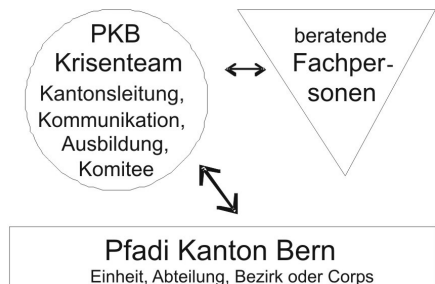 PKB
Krisenteam
Kantonsleitung,
Kommunikation,
Ausbildung,
Komitee
beratende
Fachper-
sonen
Pfadi Kanton Bern
Einheit, Abteilung, Bezirk oder Corps